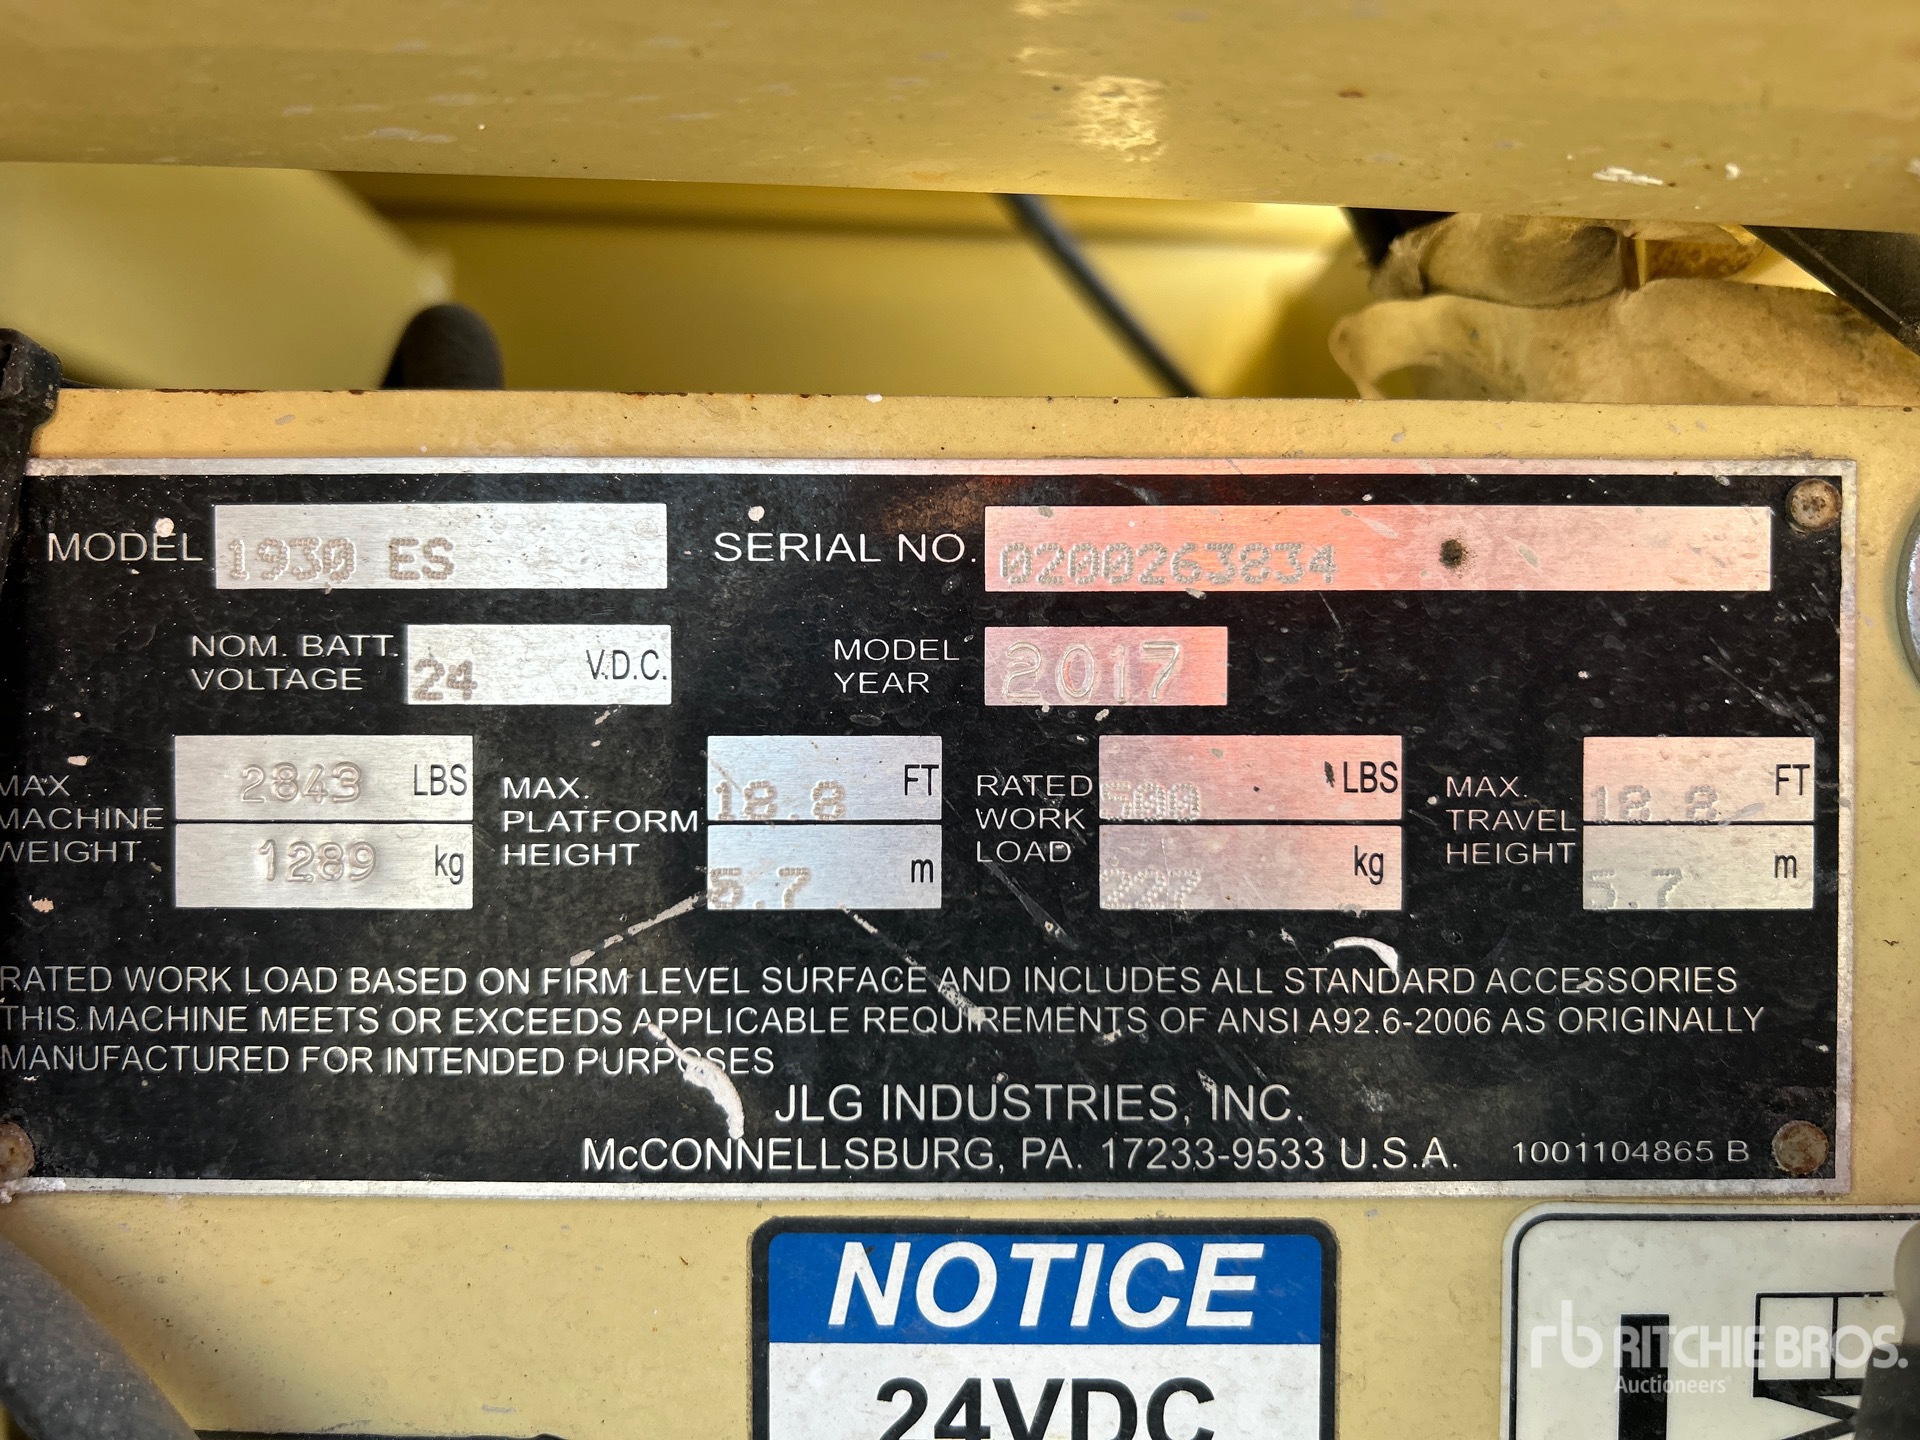 MODEL 1930 ES SERIAL NO. 0200263834
NOM. BATT. VOLTAGE 24 V.D.C. MODEL YEAR 2017
MAX MACHINE WEIGHT 2843 LBS 1289 kg
MAX. PLATFORM HEIGHT 18.8 FT 5.7 m
RATED WORK LOAD 500 LBS 227 kg
MAX. TRAVEL HEIGHT 18.8 FT 5.7 m
RATED WORK LOAD BASED ON FIRM LEVEL SURFACE AND INCLUDES ALL STANDARD ACCESSORIES
THIS MACHINE MEETS OR EXCEEDS APPLICABLE REQUIREMENTS OF ANSI A92.6-2006 AS ORIGINALLY
MANUFACTURED FOR INTENDED PURPOSES
JLG INDUSTRIES, INC.
McCONNELLSBURG, PA. 17233-9533 U.S.A. 1001104865 B
NOTICE
24VDC
rb RITCHIE BROS.
Auctioneers